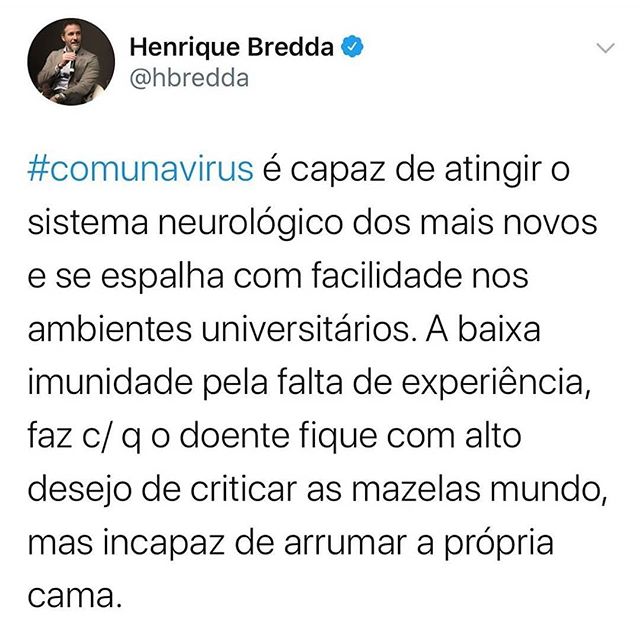 Henrique Bredda
@hbredda
#comunavirus é capaz de atingir o
sistema neurológico dos mais novos
e se espalha com facilidade nos
ambientes universitários. A baixa
imunidade pela falta de experiência,
faz c/ q o doente fique com alto
desejo de criticar as mazelas mundo,
mas incapaz de arrumar a própria
cama.